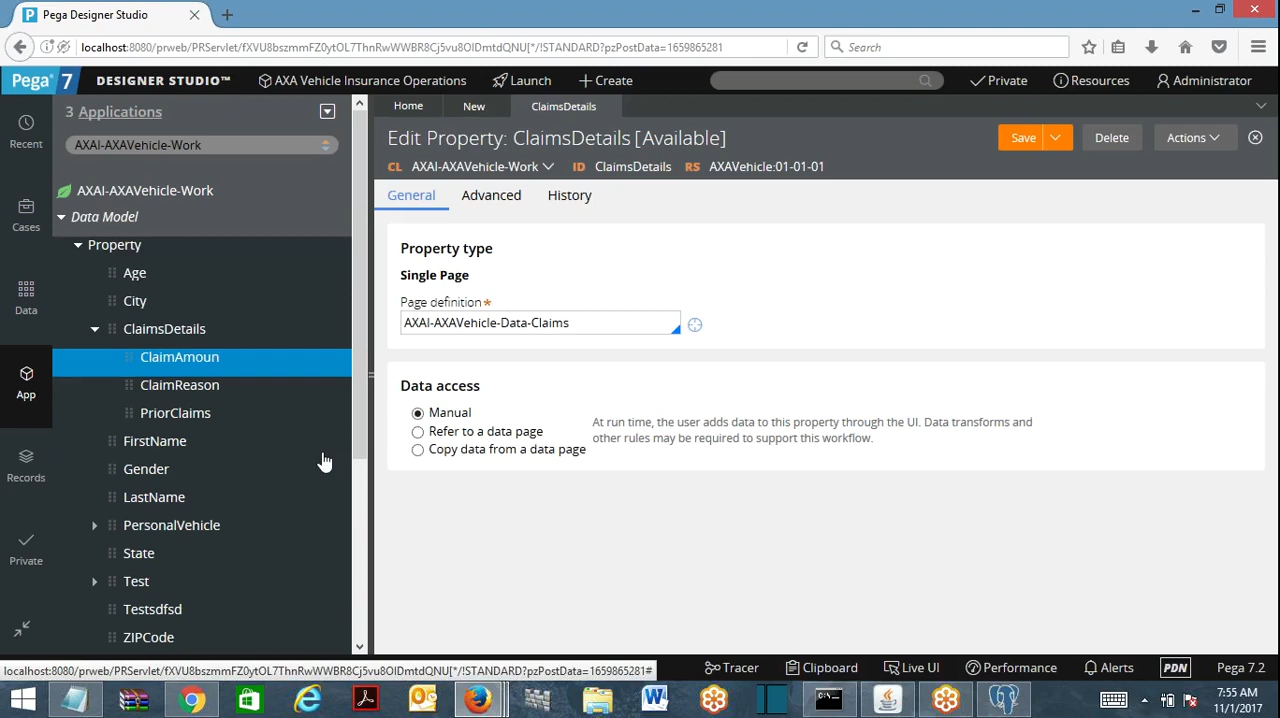 Pega Designer Studio
localhost:8080/prweb/PRServlet/fXVU8bszmmFZ0ytOL7ThnRwWWBR8Cj5vu8OIDmtdQNU[*/!STANDARD?pzPostData=1659865281
Search
Pega 7 DESIGNER STUDIO™ AXA Vehicle Insurance Operations Launch Create Private Resources Administrator
3 Applications
Home New ClaimsDetails
Recent
AXAI-AXAVehicle-Work
Edit Property: ClaimsDetails [Available]
Save Delete Actions
CL AXAI-AXAVehicle-Work ID ClaimsDetails RS AXAVehicle:01-01-01
AXAI-AXAVehicle-Work
General Advanced History
Cases
Data Model
Property
Property type
Age
Single Page
City
Page definition*
Data
AXAI-AXAVehicle-Data-Claims
ClaimsDetails
ClaimAmoun
ClaimReason
Data access
App
PriorClaims
Manual
Refer to a data page
Copy data from a data page
At run time, the user adds data to this property through the UI. Data transforms and
other rules may be required to support this workflow.
FirstName
Gender
Records
LastName
PersonalVehicle
State
Private
Test
Testsdfsd
ZIPCode
localhost:8080/prweb/PRServlet/fXVU8bszmmFZ0ytOL7ThnRwWWBR8Cj5vu8OIDmtdQNU[*/!STANDARD?pzPostData=1659865281#
Tracer Clipboard Live UI Performance Alerts PDN Pega 7.2
7:55 AM
11/1/2017